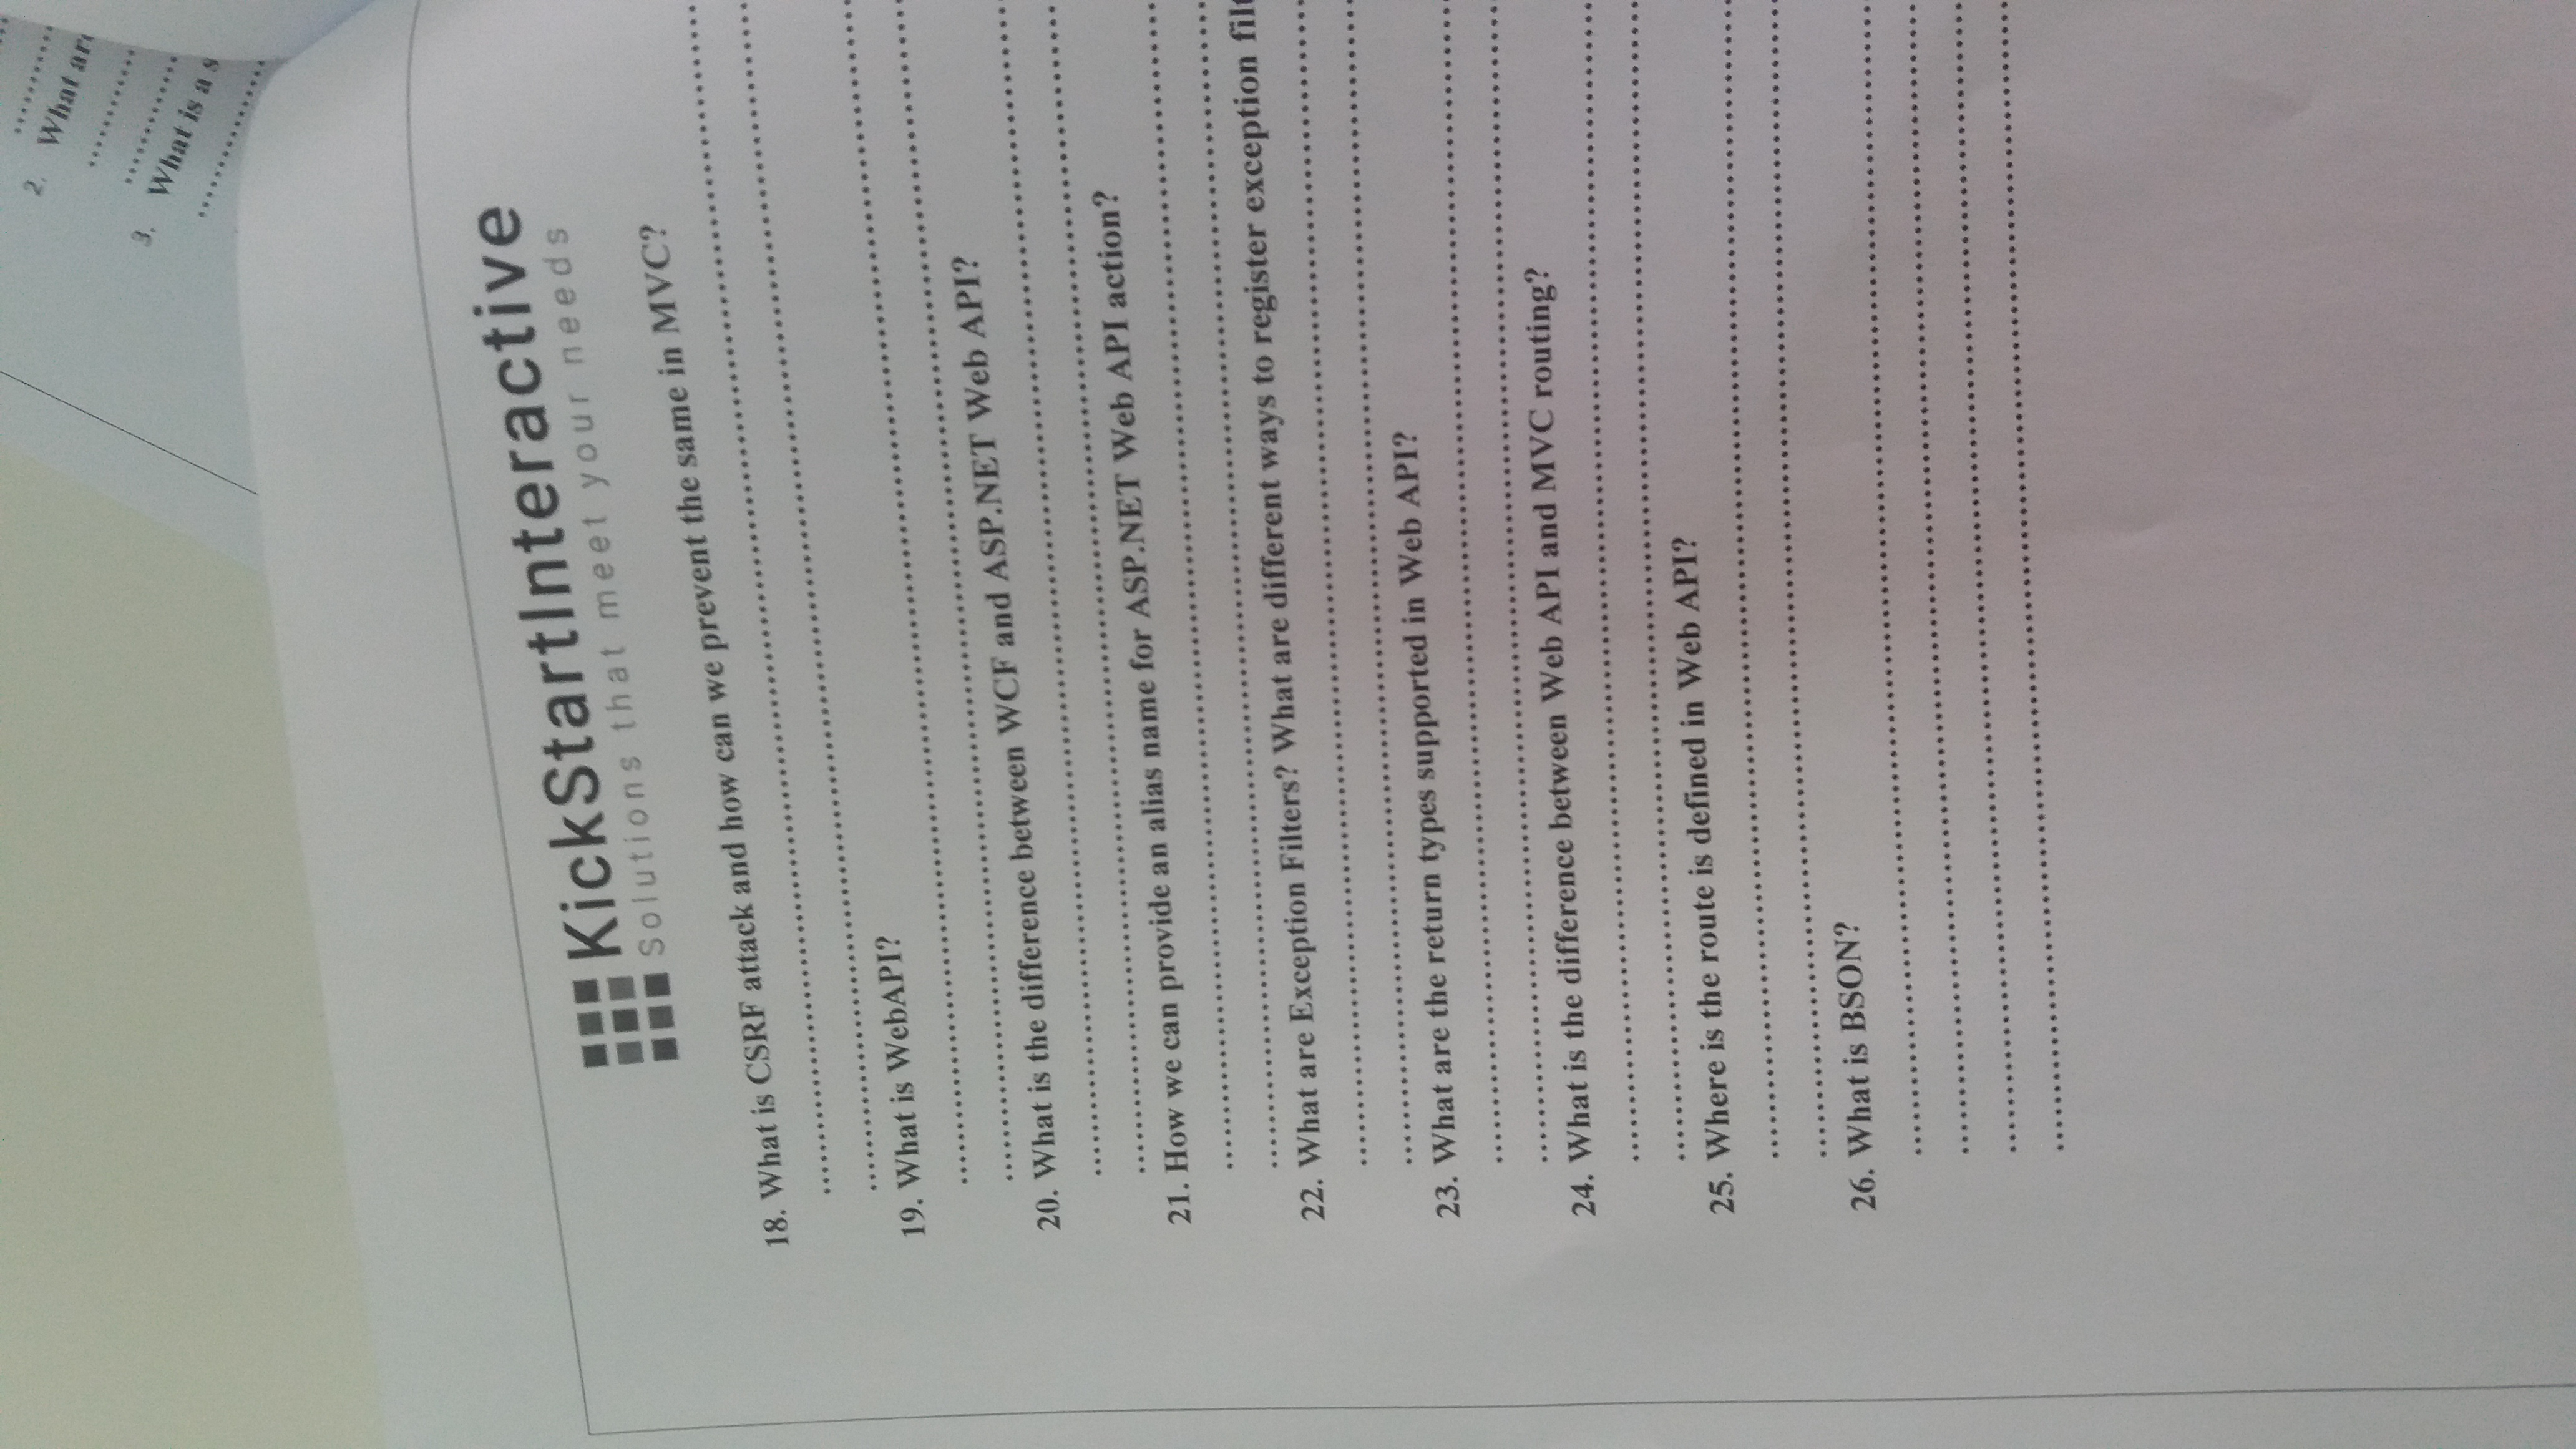 2. What are
3. What is a s
KickStartInteractive
Solutions that meet your needs
18. What is CSRF attack and how can we prevent the same in MVC?
19. What is WebAPI?
20. What is the difference between WCF and ASP.NET Web API?
21. How we can provide an alias name for ASP.NET Web API action?
22. What are Exception Filters? What are different ways to register exception filt
23. What are the return types supported in Web API?
24. What is the difference between Web API and MVC routing?
25. Where is the route is defined in Web API?
26. What is BSON?